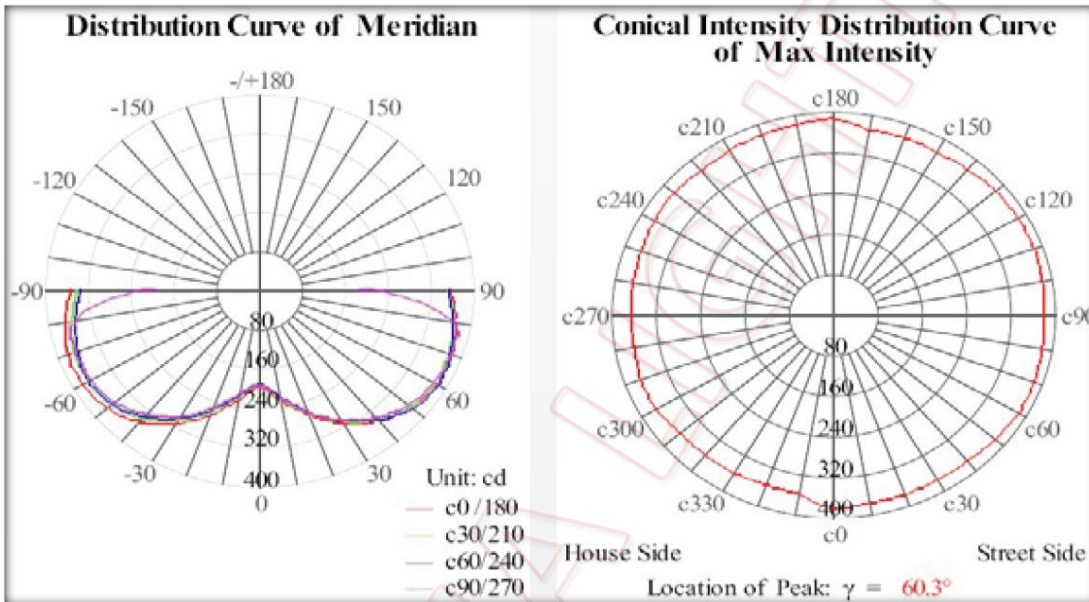 Distribution Curve of Meridian
-/+180
-150
150
-120
120
-90
90
80
160
-60
240
60
320
-30
400
30
0
Unit: cd
c0 /180
c30/210
c60/240
c90/270
Conical Intensity Distribution Curve
of Max Intensity
c180
c210
c150
c240
c120
c270
c90
80
160
c300
240
c60
320
c330
400
c30
c0
House Side
Street Side
Location of Peak: γ = 60.3°